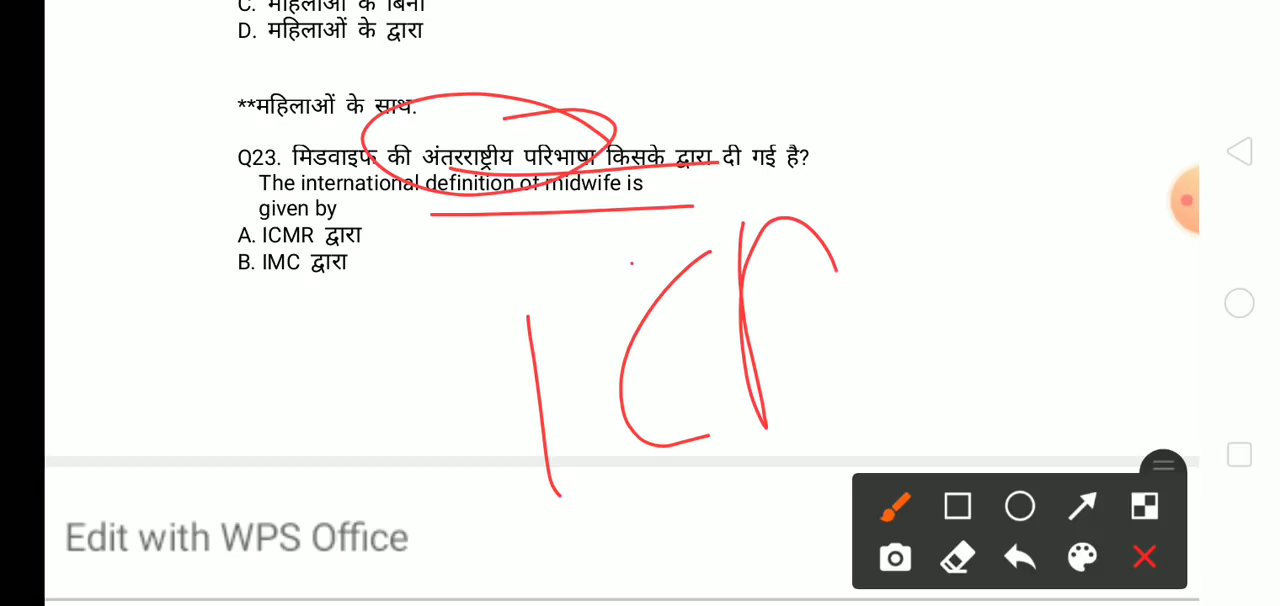 C. महिलाओं के बिना
D. महिलाओं के द्वारा
**महिलाओं के साथ.
Q23. मिडवाइफ की अंतरराष्ट्रीय परिभाषा किसके द्वारा दी गई है?
The international definition of midwife is
given by
A. ICMR द्वारा
B. IMC द्वारा
Edit with WPS Office